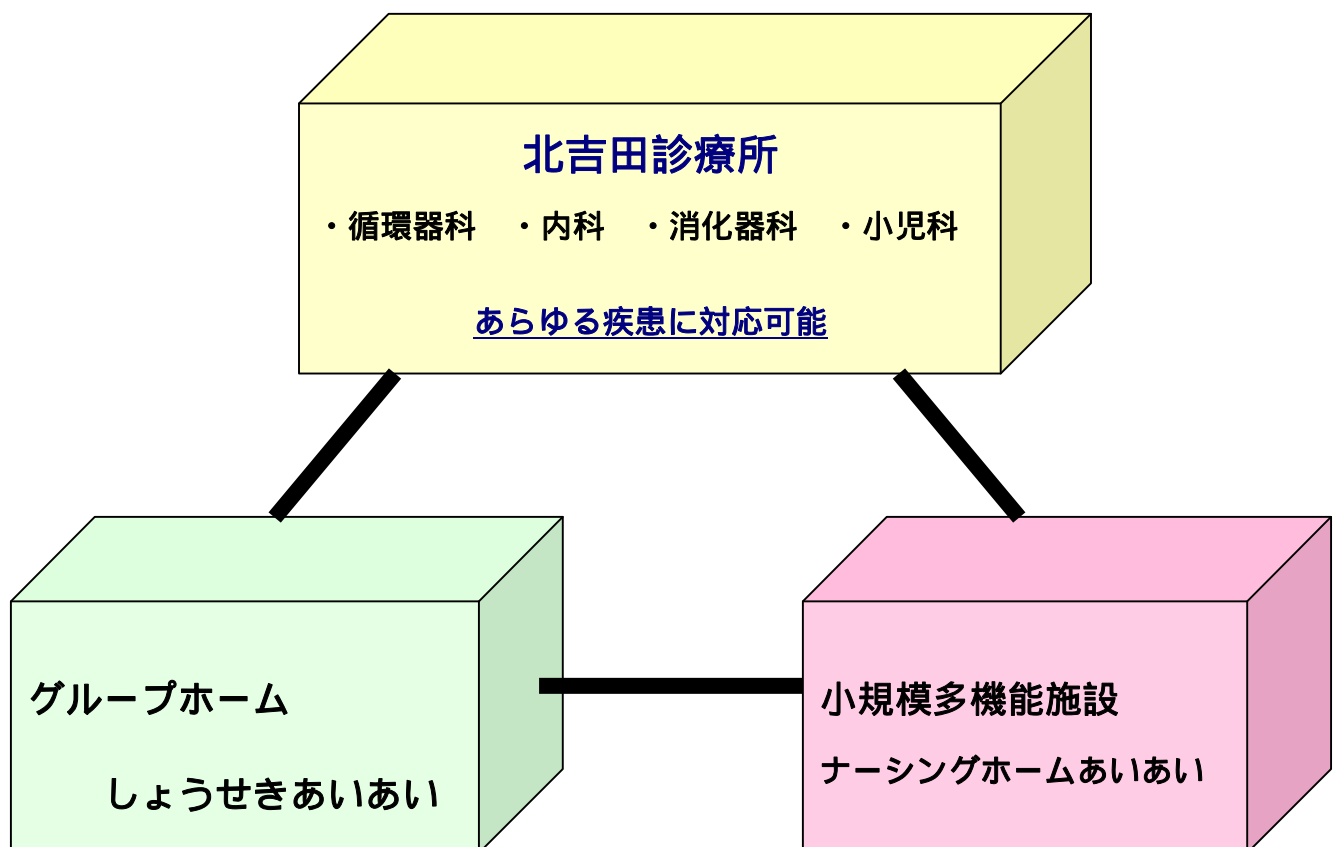 北吉田診療所
・循環器科　・内科　・消化器科　・小児科
あらゆる疾患に対応可能
グループホーム
しょうせきあいあい
小規模多機能施設
ナーシングホームあいあい